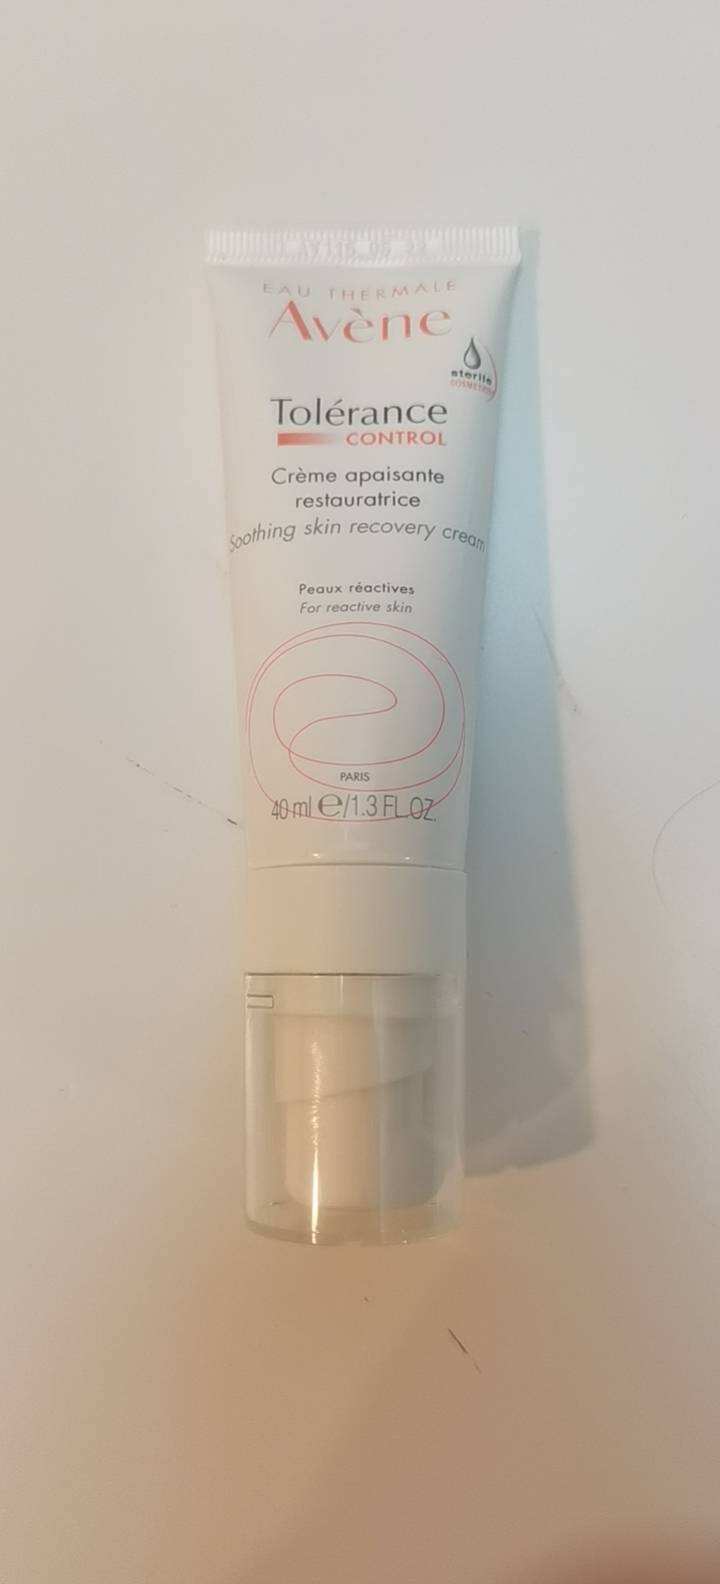 EAU THERMALE
Avène
sterile
COSMETICS
Tolérance
CONTROL
Crème apaisante
restauratrice
Soothing skin recovery cream
Peaux réactives
For reactive skin
PARIS
40 ml e/1.3 FL.OZ.